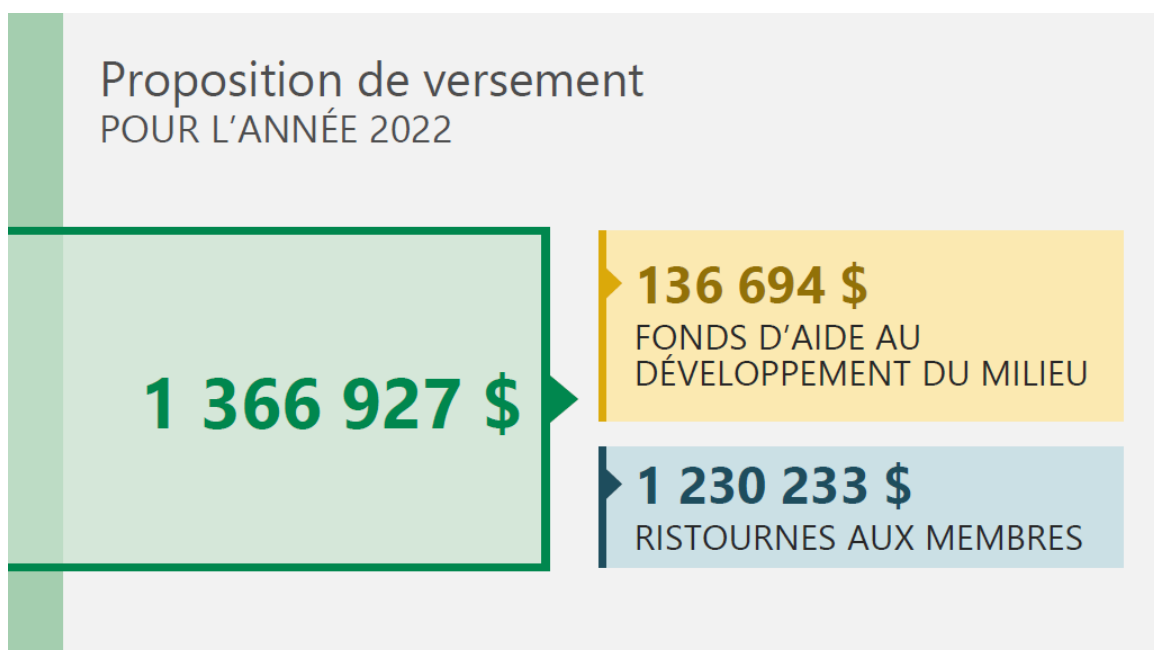 Proposition de versement
POUR L’ANNÉE 2022
1 366 927 $
136 694 $
FONDS D’AIDE AU
DÉVELOPPEMENT DU MILIEU
1 230 233 $
RISTOURNES AUX MEMBRES